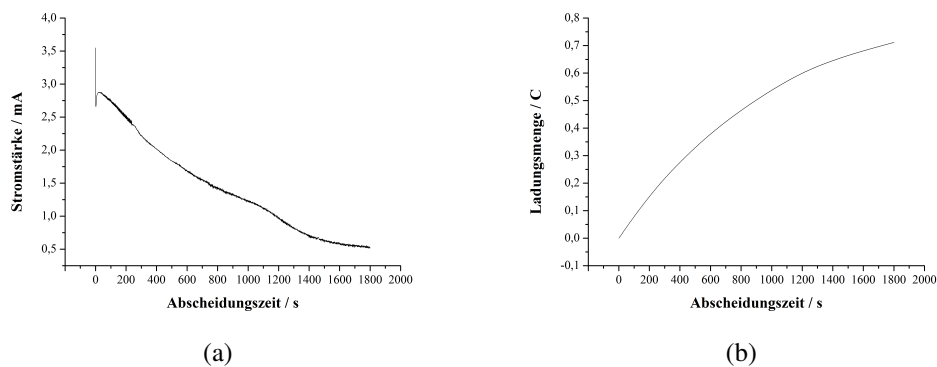 4,0
3,5
3,0
2,5
2,0
1,5
1,0
0,5
Stromstärke / mA
0 200 400 600 800 1000 1200 1400 1600 1800 2000
Abscheidungszeit / s
(a)
0,8
0,7
0,6
0,5
0,4
0,3
0,2
0,1
0,0
-0,1
Ladungsmenge / C
0 200 400 600 800 1000 1200 1400 1600 1800 2000
Abscheidungszeit / s
(b)